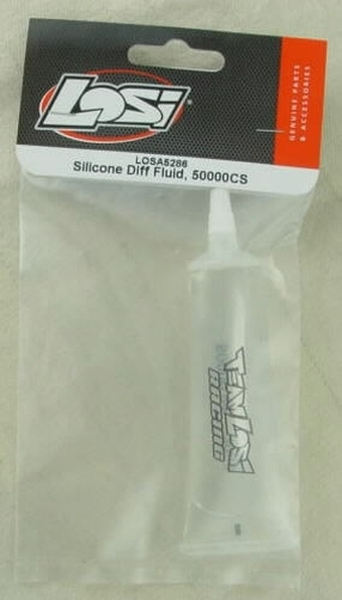 LOSI
GENUINE PARTS
& ACCESSORIES
LOSA5286
Silicone Diff Fluid, 50000CS
TEAM LOSI
RACING